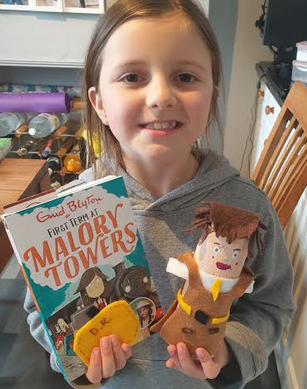 Enid Blyton
FIRST TERM AT
MALORY
TOWERS
D.R